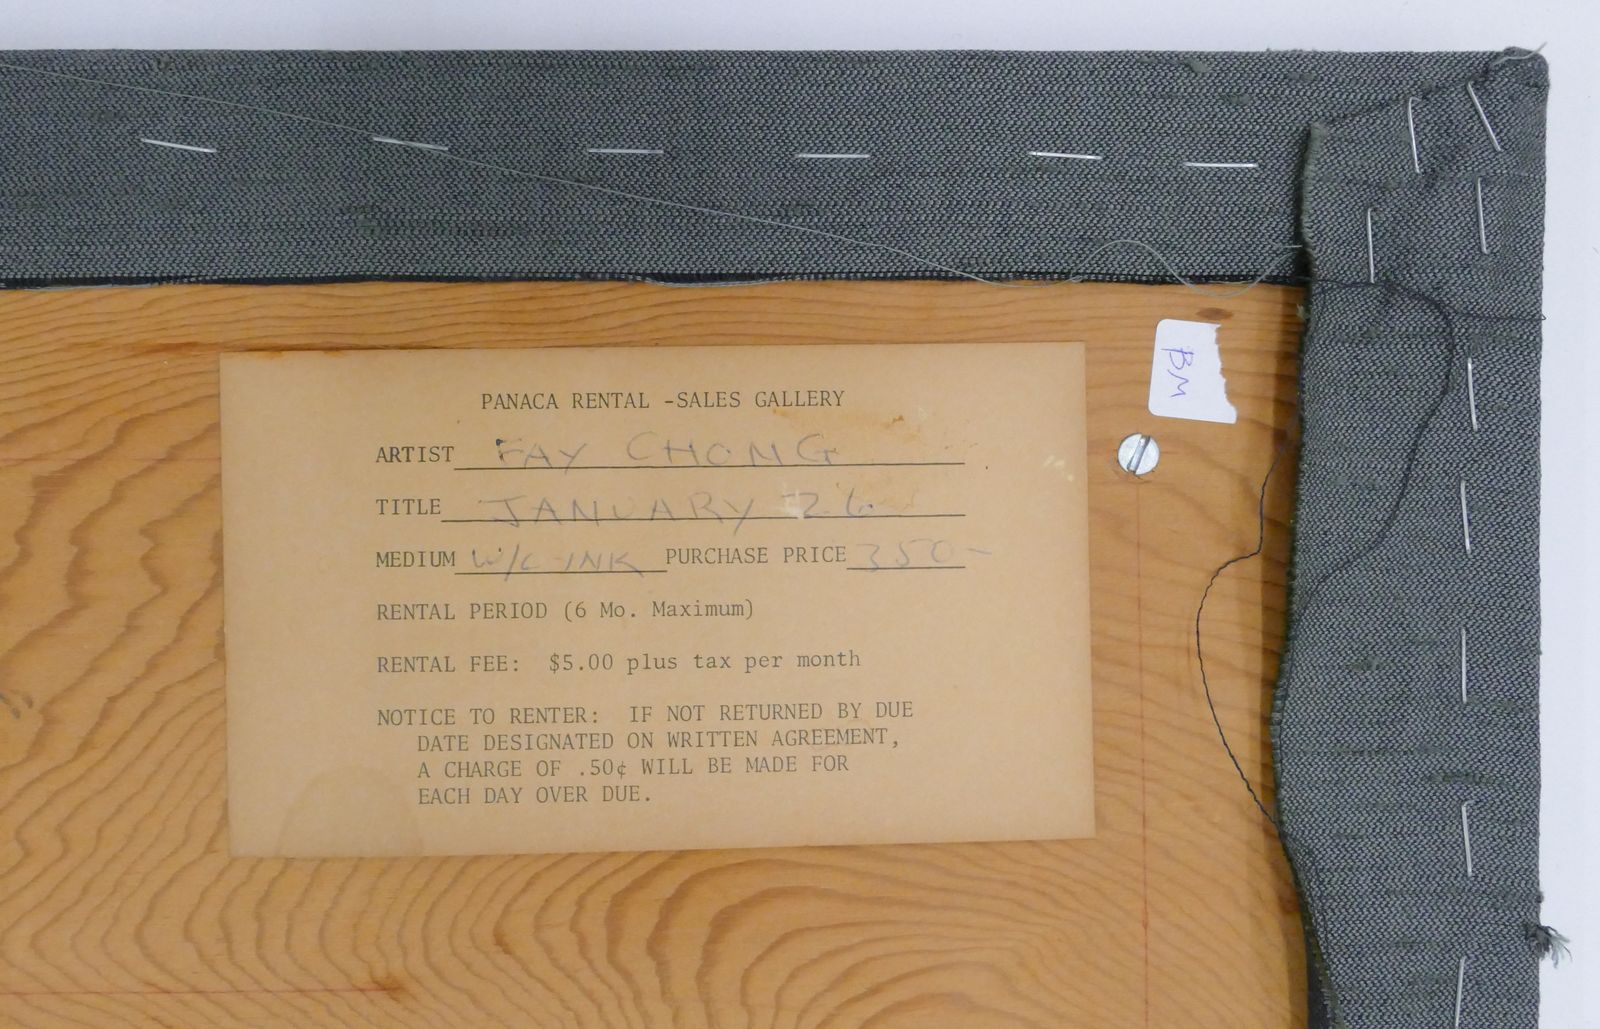 PANACA RENTAL -SALES GALLERY
ARTIST FAY CHONG
TITLE JANUARY 26
MEDIUM W/C INK PURCHASE PRICE 350-
RENTAL PERIOD (6 Mo. Maximum)
RENTAL FEE: $5.00 plus tax per month
NOTICE TO RENTER: IF NOT RETURNED BY DUE
DATE DESIGNATED ON WRITTEN AGREEMENT,
A CHARGE OF .50¢ WILL BE MADE FOR
EACH DAY OVER DUE.
BM